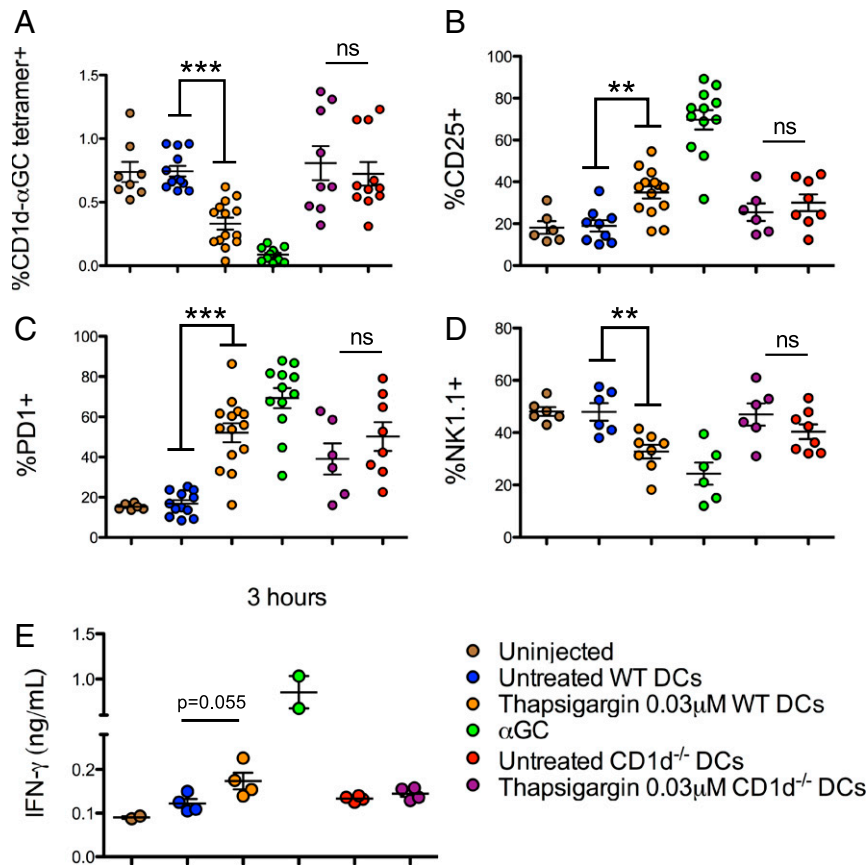 A
%CD1d-αGC tetramer+
1.5
1.0
0.5
0.0
***
ns
B
%CD25+
100
80
60
40
20
0
**
ns
C
%PD1+
100
80
60
40
20
0
***
ns
D
%NK1.1+
80
60
40
20
0
**
ns
3 hours
E
IFN-γ (ng/mL)
1.5
1.0
0.2
0.1
0.0
p=0.055
Uninjected
Untreated WT DCs
Thapsigargin 0.03μM WT DCs
αGC
Untreated CD1d-/- DCs
Thapsigargin 0.03μM CD1d-/- DCs